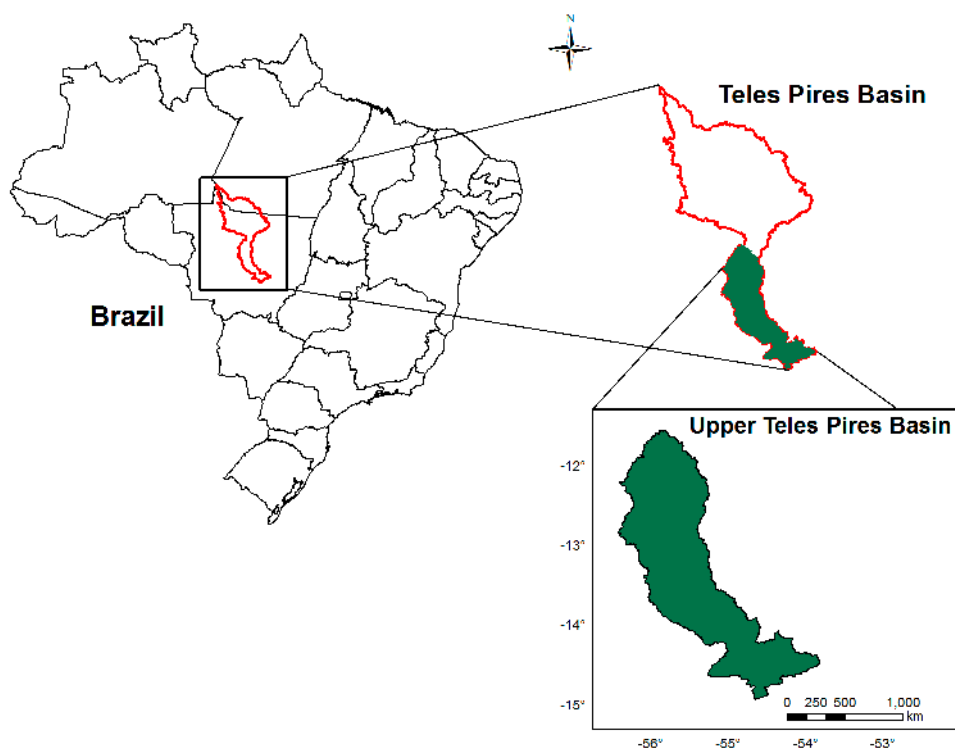 N
Teles Pires Basin
Brazil
Upper Teles Pires Basin
-12°
-13°
-14°
-15°
0 250 500 1,000
km
-56° -55° -54° -53°